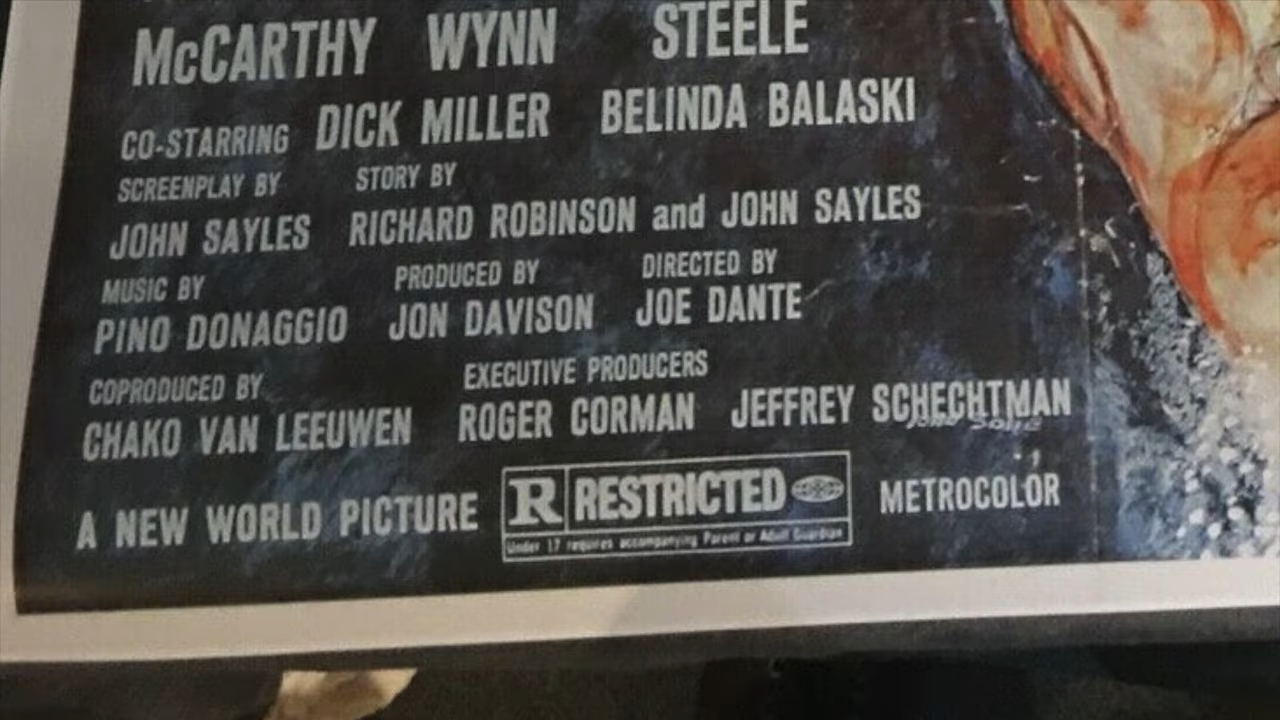 McCARTHY WYNN STEELE
CO-STARRING DICK MILLER BELINDA BALASKI
SCREENPLAY BY STORY BY
JOHN SAYLES RICHARD ROBINSON and JOHN SAYLES
MUSIC BY PRODUCED BY DIRECTED BY
PINO DONAGGIO JON DAVISON JOE DANTE
COPRODUCED BY EXECUTIVE PRODUCERS
CHAKO VAN LEEUWEN ROGER CORMAN JEFFREY SCHECHTMAN
A NEW WORLD PICTURE R RESTRICTED METROCOLOR
Under 17 requires accompanying Parent or Adult Guardian